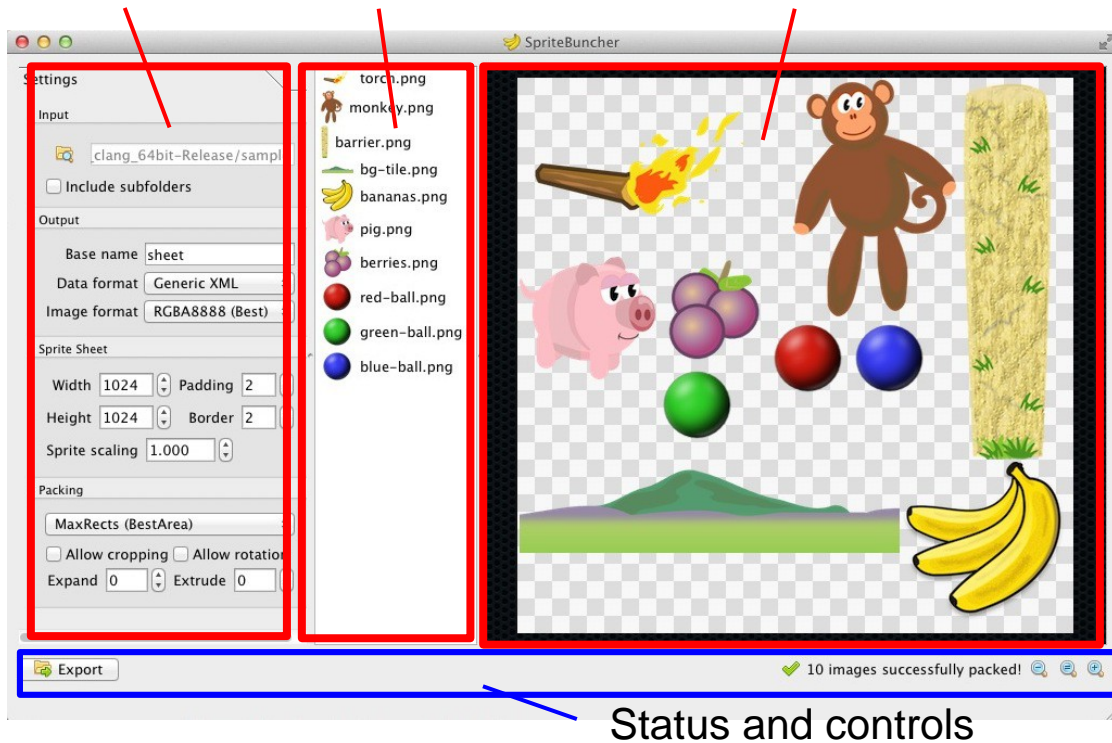 SpriteBuncher
Settings
Input
clang_64bit-Release/sampl
Include subfolders
Output
Base name sheet
Data format Generic XML
Image format RGBA8888 (Best)
Sprite Sheet
Width 1024 Padding 2
Height 1024 Border 2
Sprite scaling 1.000
Packing
MaxRects (BestArea)
Allow cropping Allow rotation
Expand 0 Extrude 0
torch.png
monkey.png
barrier.png
bg-tile.png
bananas.png
pig.png
berries.png
red-ball.png
green-ball.png
blue-ball.png
Export
10 images successfully packed!
Status and controls